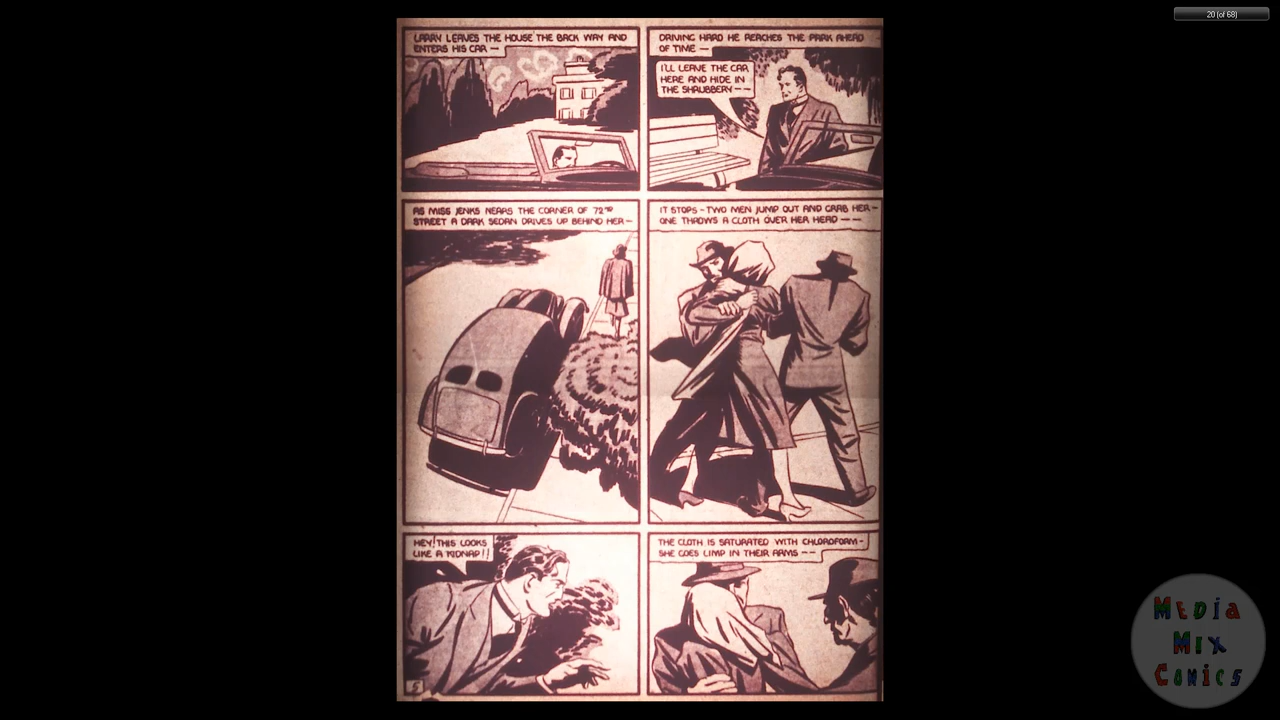 20 (of 68)
LARRY LEAVES THE HOUSE THE BACK WAY AND
ENTERS HIS CAR —
DRIVING HARD HE REACHES THE PARK AHEAD
OF TIME —
I'LL LEAVE THE CAR
HERE AND HIDE IN
THE SHRUBBERY — —
AS MISS JENKS NEARS THE CORNER OF 72ND
STREET A DARK SEDAN DRIVES UP BEHIND HER —
IT STOPS - TWO MEN JUMP OUT AND GRAB HER -
ONE THROWS A CLOTH OVER HER HEAD — —
HEY! THIS LOOKS
LIKE A KIDNAP!!
THE CLOTH IS SATURATED WITH CHLOROFORM -
SHE GOES LIMP IN THEIR ARMS — —
5
MEDiA
MIX
COMICS